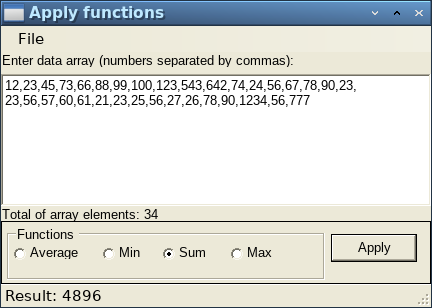 Apply functions
File
Enter data array (numbers separated by commas):
12,23,45,73,66,88,99,100,123,543,642,74,24,56,67,78,90,23,
23,56,57,60,61,21,23,25,56,27,26,78,90,1234,56,777
Total of array elements: 34
Functions
Average Min Sum Max Apply
Result: 4896